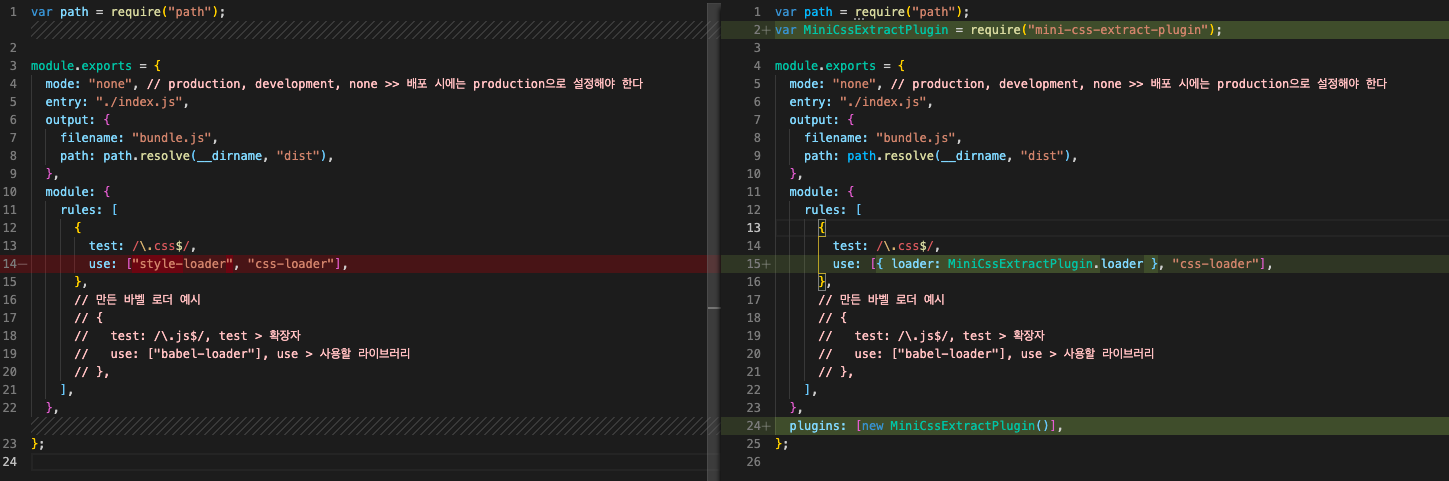 1 var path = require("path");
2
3 module.exports = {
4 mode: "none", // production, development, none >> 배포 시에는 production으로 설정해야 한다
5 entry: "./index.js",
6 output: {
7 filename: "bundle.js",
8 path: path.resolve(__dirname, "dist"),
9 },
10 module: {
11 rules: [
12 {
13 test: /\.css$/,
14— use: ["style-loader", "css-loader"],
15 },
16 // 만든 바벨 로더 예시
17 // {
18 //   test: /\.js$/, test > 확장자
19 //   use: ["babel-loader"], use > 사용할 라이브러리
20 // },
21 ],
22 },
23 };
24
1 var path = require("path");
2+ var MiniCssExtractPlugin = require("mini-css-extract-plugin");
3
4 module.exports = {
5 mode: "none", // production, development, none >> 배포 시에는 production으로 설정해야 한다
6 entry: "./index.js",
7 output: {
8 filename: "bundle.js",
9 path: path.resolve(__dirname, "dist"),
10 },
11 module: {
12 rules: [
13 {
14 test: /\.css$/,
15+ use: [{ loader: MiniCssExtractPlugin.loader }, "css-loader"],
16 },
17 // 만든 바벨 로더 예시
18 // {
19 //   test: /\.js$/, test > 확장자
20 //   use: ["babel-loader"], use > 사용할 라이브러리
21 // },
22 ],
23 },
24+ plugins: [new MiniCssExtractPlugin()],
25 };
26